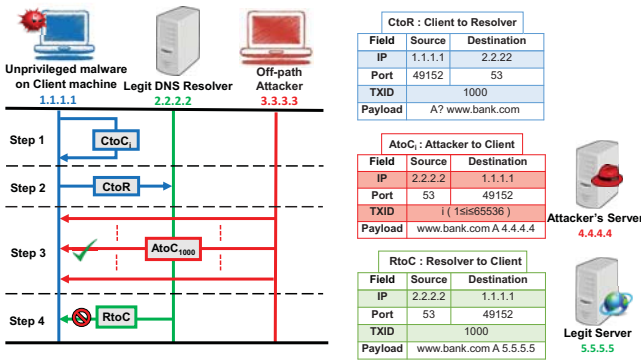 Unprivileged malware
on Client machine
1.1.1.1
Legit DNS Resolver
2.2.2.2
Off-path
Attacker
3.3.3.3
Step 1
CtoCi
Step 2
CtoR
Step 3
AtoC1000
Step 4
RtoC
CtoR : Client to Resolver
Field Source Destination
IP 1.1.1.1 2.2.22
Port 49152 53
TXID 1000
Payload A? www.bank.com
AtoCi : Attacker to Client
Field Source Destination
IP 2.2.2.2 1.1.1.1
Port 53 49152
TXID i ( 1≤i≤65536 )
Payload www.bank.com A 4.4.4.4
Attacker's Server
4.4.4.4
RtoC : Resolver to Client
Field Source Destination
IP 2.2.2.2 1.1.1.1
Port 53 49152
TXID 1000
Payload www.bank.com A 5.5.5.5
Legit Server
5.5.5.5